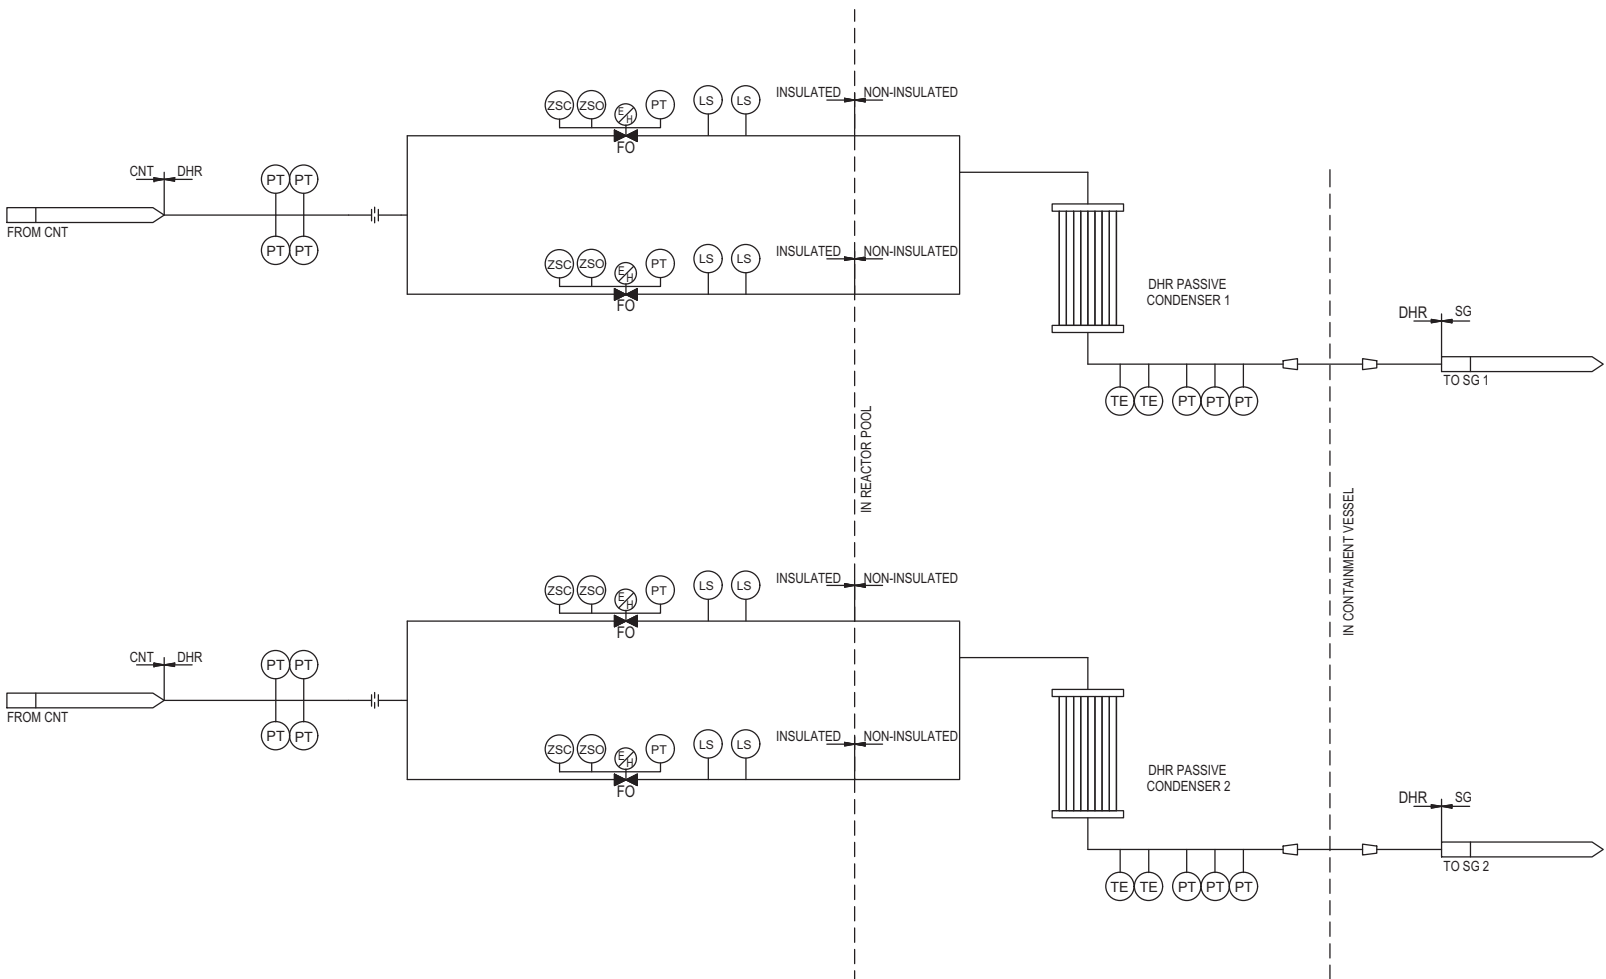 INSULATED NON-INSULATED
ZSC ZSO E/H PT LS LS
FO
CNT DHR
PT PT
FROM CNT
PT PT
INSULATED NON-INSULATED
ZSC ZSO E/H PT LS LS
FO
DHR PASSIVE
CONDENSER 1
DHR SG
TO SG 1
TE TE PT PT PT
IN REACTOR POOL
IN CONTAINMENT VESSEL
INSULATED NON-INSULATED
ZSC ZSO E/H PT LS LS
FO
CNT DHR
PT PT
FROM CNT
PT PT
INSULATED NON-INSULATED
ZSC ZSO E/H PT LS LS
FO
DHR PASSIVE
CONDENSER 2
DHR SG
TO SG 2
TE TE PT PT PT